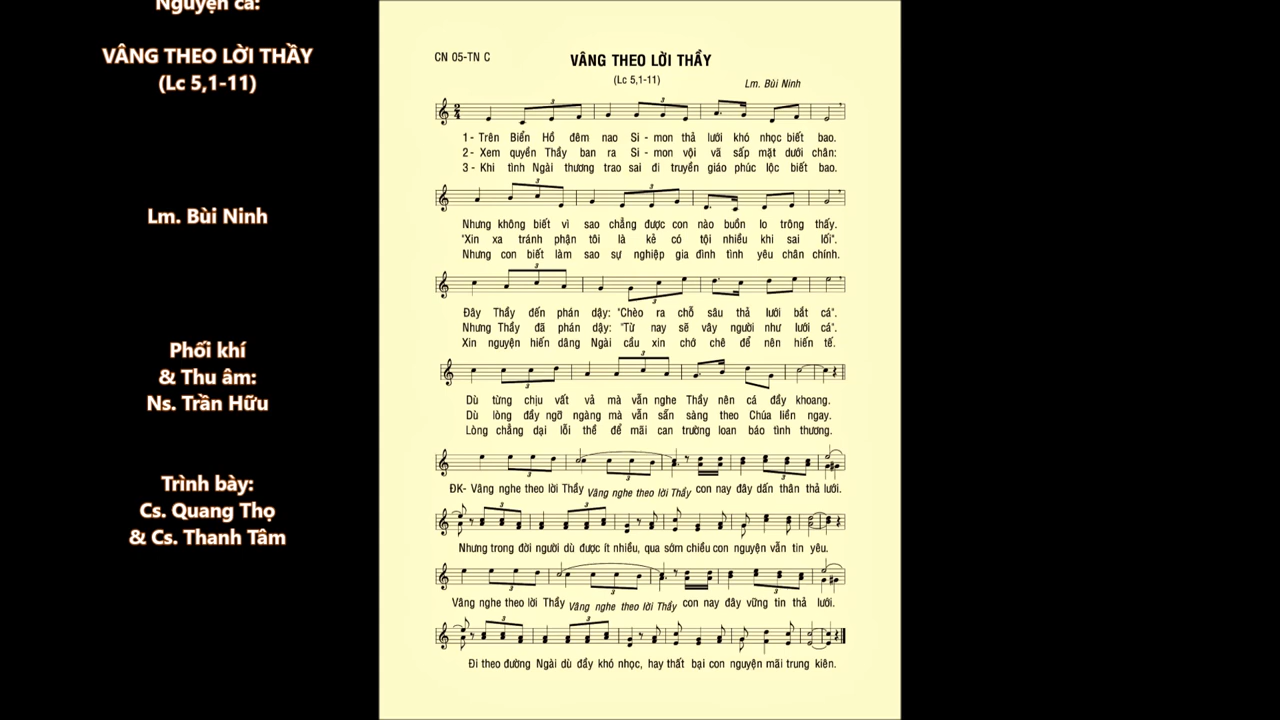 Nguyện ca:
VÂNG THEO LỜI THẦY
(Lc 5,1-11)
Lm. Bùi Ninh
Phối khí
& Thu âm:
Ns. Trần Hữu
Trình bày:
Cs. Quang Thọ
& Cs. Thanh Tâm
CN 05-TN C
VÂNG THEO LỜI THẦY
(Lc 5,1-11)
Lm. Bùi Ninh
1- Trên Biển Hồ đêm nao Si - mon thả lưới khó nhọc biết bao.
2- Xem quyền Thầy ban ra Si - mon vội vã sấp mặt dưới chân:
3- Khi tình Ngài thương trao sai đi truyền giáo phúc lộc biết bao.
Nhưng không biết vì sao chẳng được con nào buồn lo trông thấy.
"Xin xa tránh phận tôi là kẻ có tội nhiều khi sai lối".
Nhưng con biết làm sao sự nghiệp gia đình tình yêu chân chính.
Đây Thầy đến phán dạy: "Chèo ra chỗ sâu thả lưới bắt cá".
Nhưng Thầy đã phán dạy: "Từ nay sẽ vây người như lưới cá".
Xin nguyện hiến dâng Ngài cầu xin chở che để nên hiến tế.
Dù từng chịu vất vả mà vẫn nghe Thầy nên cá đầy khoang.
Dù lòng đầy ngỡ ngàng mà vẫn sẵn sàng theo Chúa liền ngay.
Lòng chẳng dại lỗi thề để mãi can trường loan báo tình thương.
ĐK- Vâng nghe theo lời Thầy Vâng nghe theo lời Thầy con nay đây dấn thân thả lưới.
Nhưng trong đời người dù được ít nhiều, qua sớm chiều con nguyện vẫn tin yêu.
Vâng nghe theo lời Thầy Vâng nghe theo lời Thầy con nay đây vững tin thả lưới.
Đi theo đường Ngài dù đầy khó nhọc, hay thất bại con nguyện mãi trung kiên.